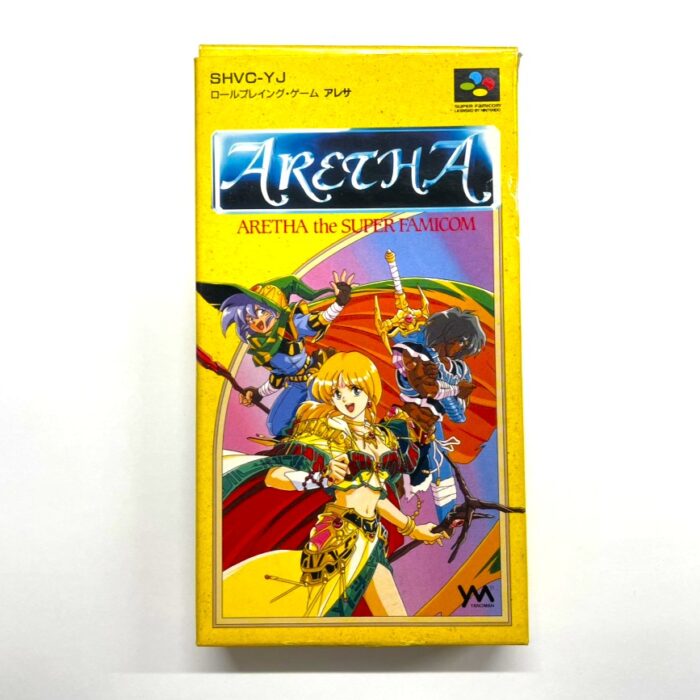 SHVC-YJ
ロールプレイング・ゲーム アレサ
SUPER FAMICOM
LICENSED BY NINTENDO
ARETHA
ARETHA the SUPER FAMICOM
YM
YANOMAN